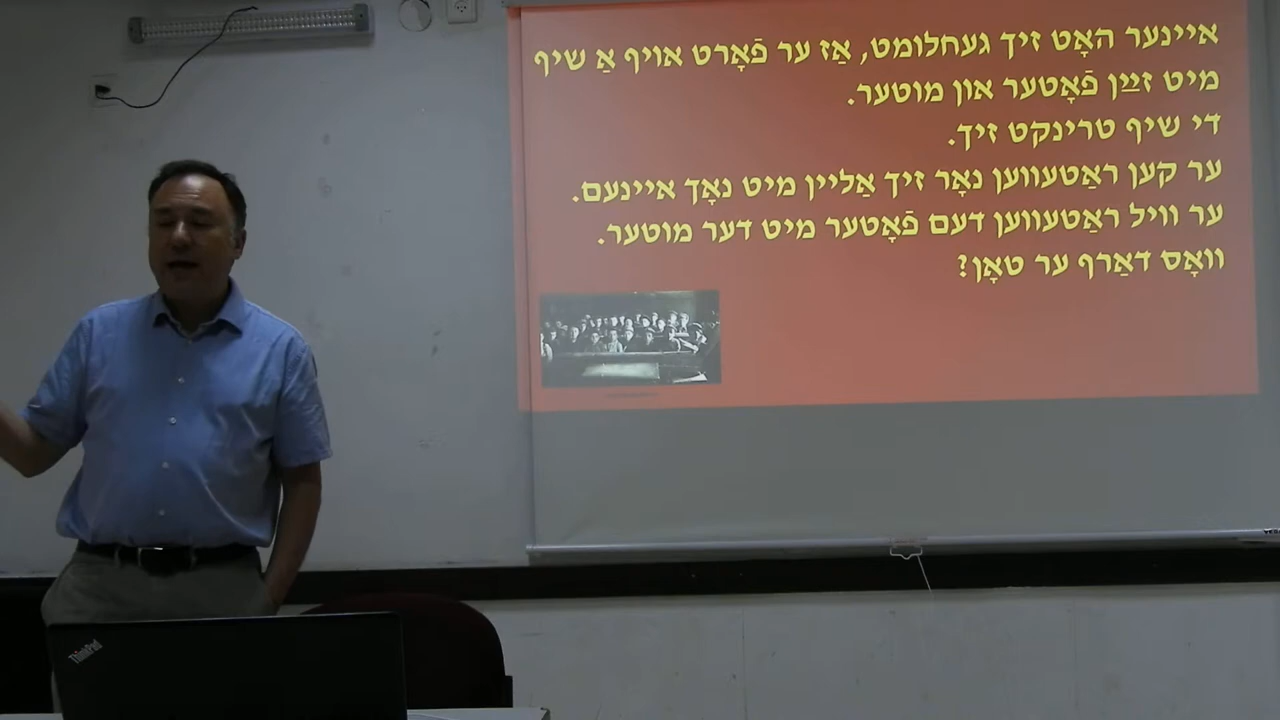 איינער האָט זיך געחלומט, אַז ער פֿאָרט אויף אַ שיף
מיט זײַן פֿאָטער און מוטער.
די שיף טרינקט זיך.
ער קען ראַטעווען נאָר זיך אַליין מיט נאָך איינעם.
ער וויל ראַטעווען דעם פֿאָטער מיט דער מוטער.
וואָס דאַרף ער טאָן?
ThinkPad